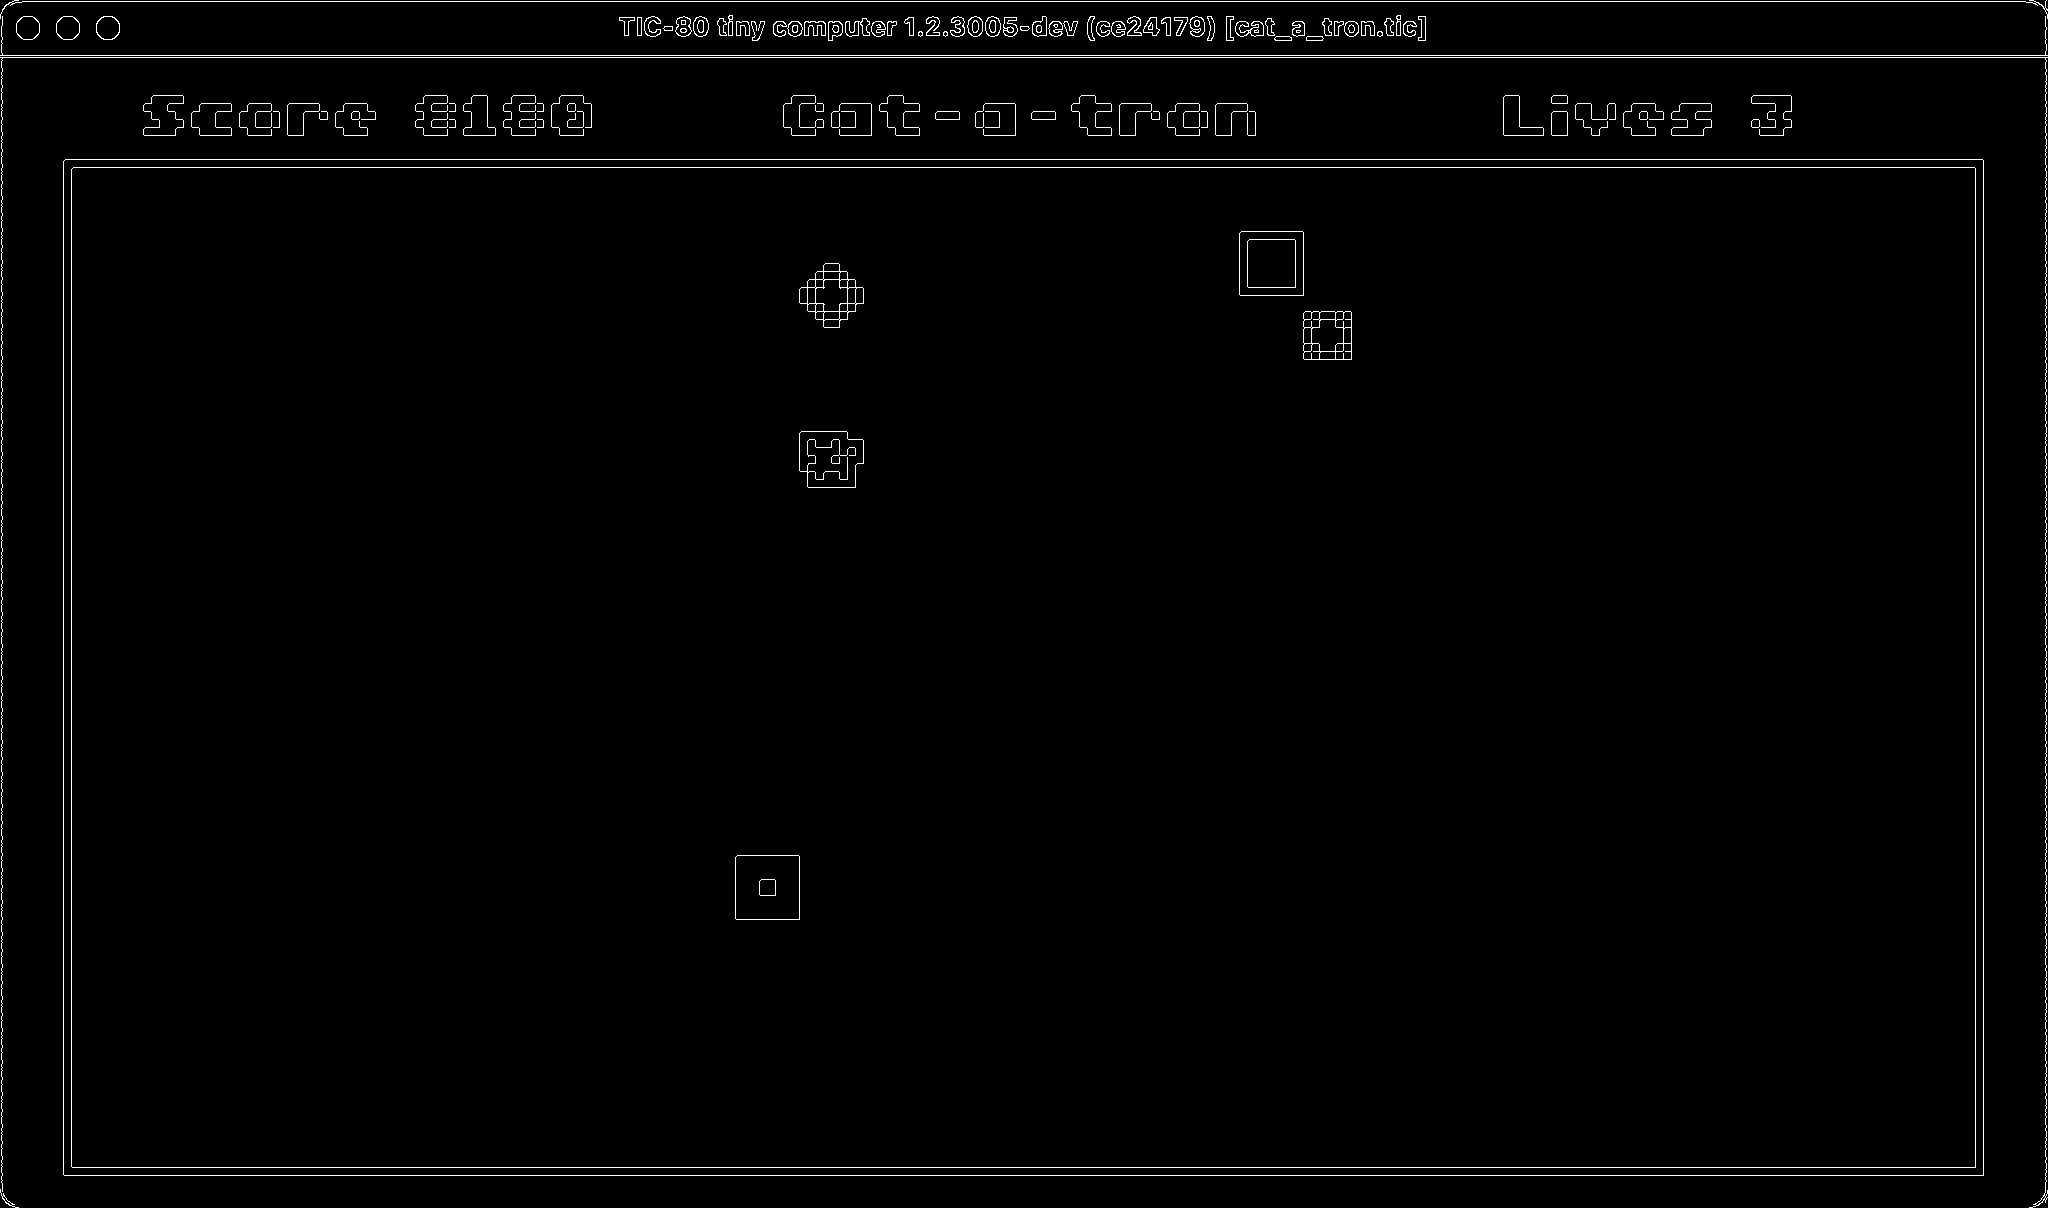 TIC-80 tiny computer 1.2.3005-dev (ce24179) [cat_a_tron.tic]
Score 8180 Cat-a-tron Lives 3